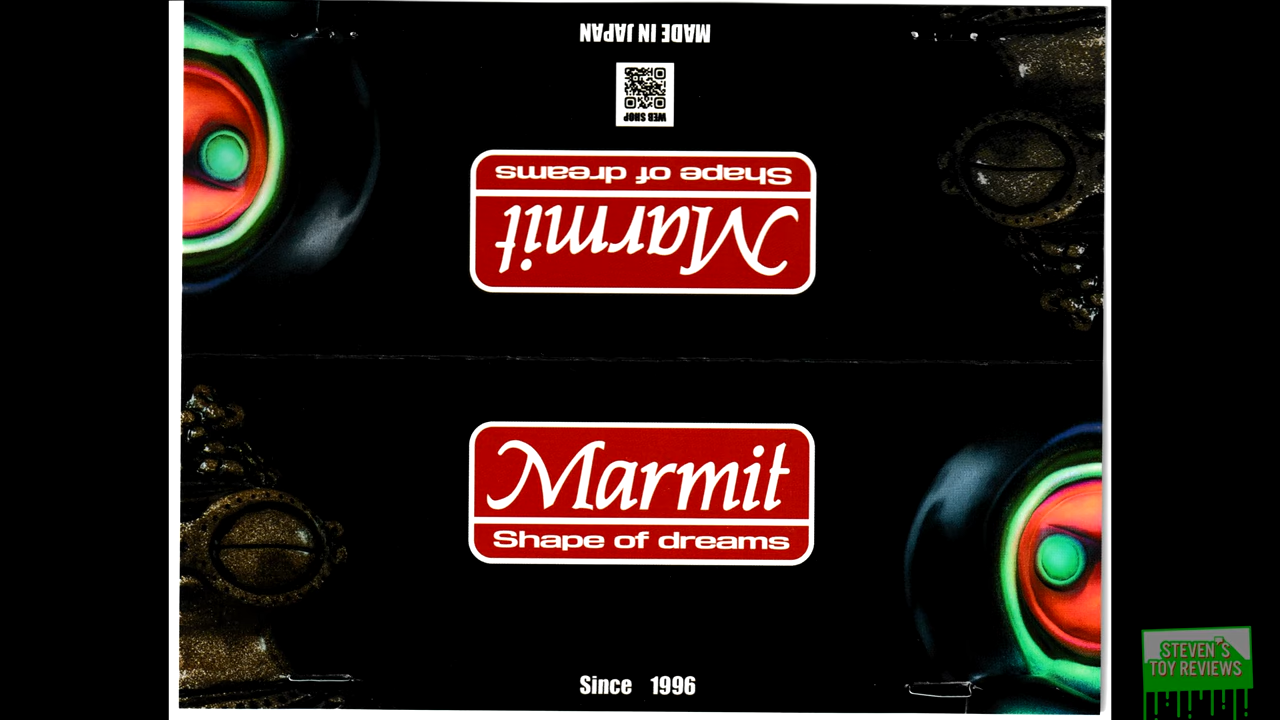 MADE IN JAPAN
WEB SHOP
Shape of dreams
Marmit
Marmit
Shape of dreams
Since 1996
STEVEN'S
TOY REVIEWS